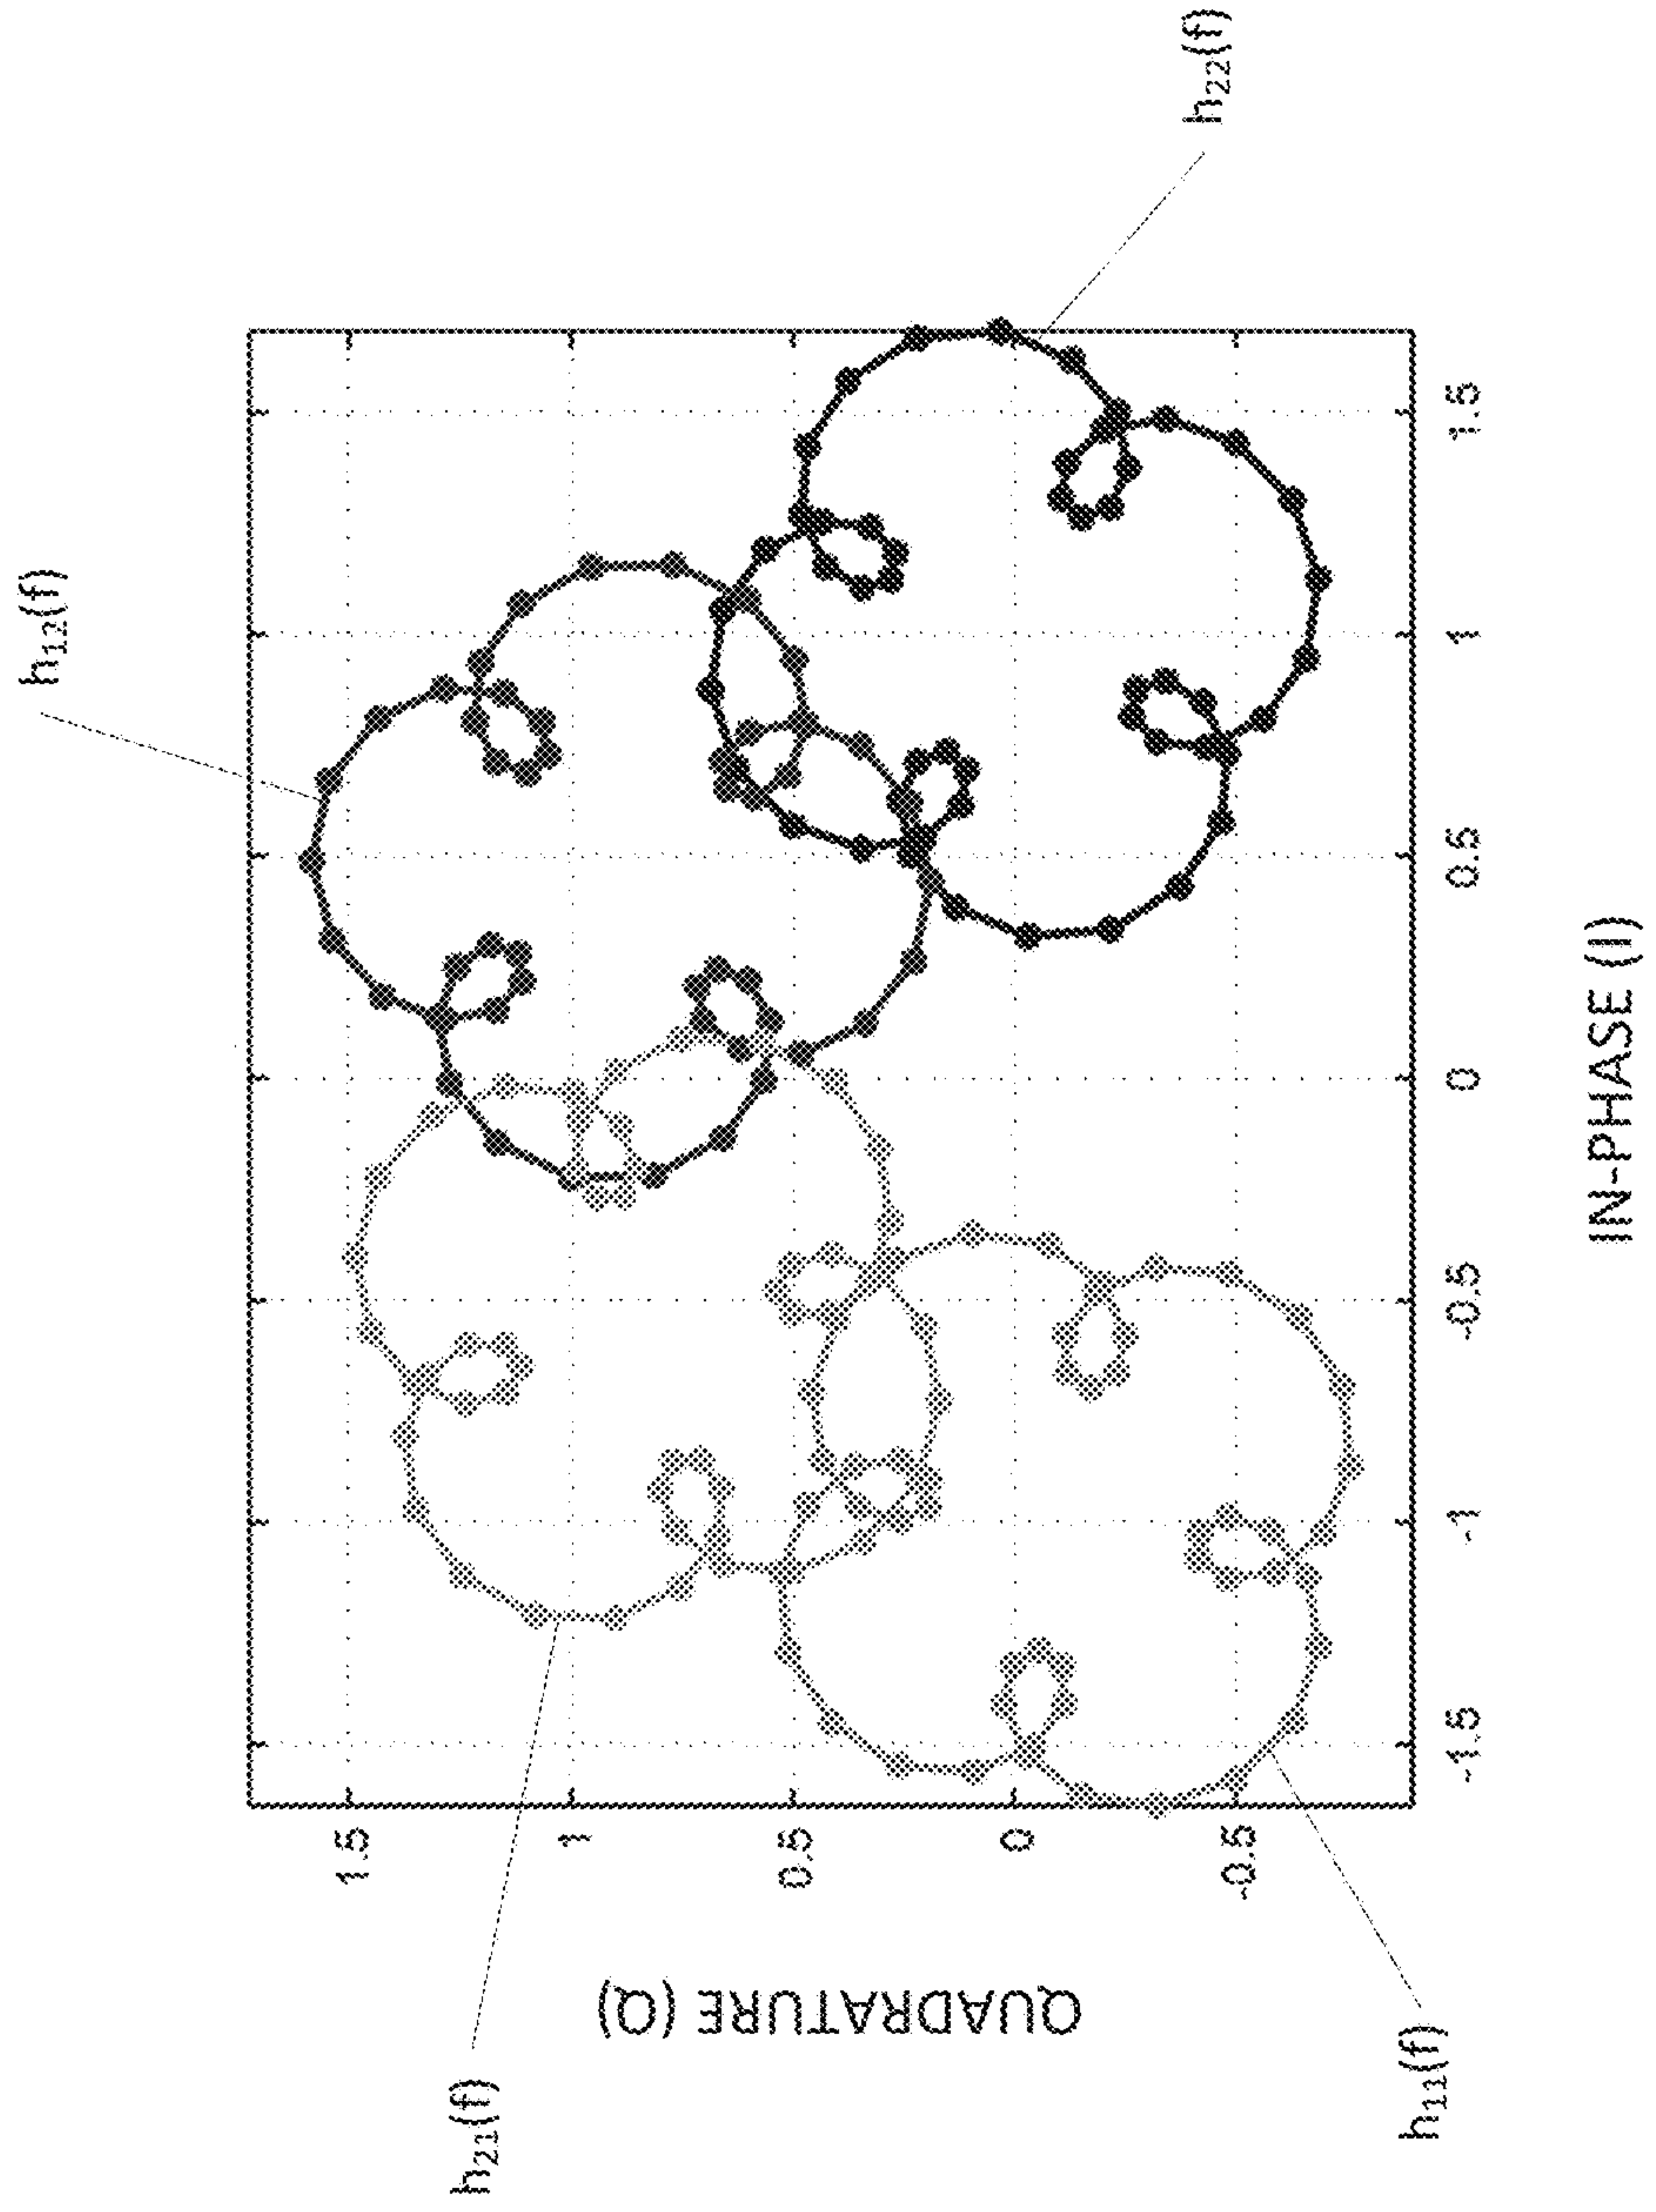 h₁₂(f)
h₂₂(f)
h₂₁(f)
h₁₁(f)
QUADRATURE (Q)
1.5
1
0.5
0
-0.5
-1.5
-1
-0.5
0
0.5
1
1.5
IN-PHASE (I)